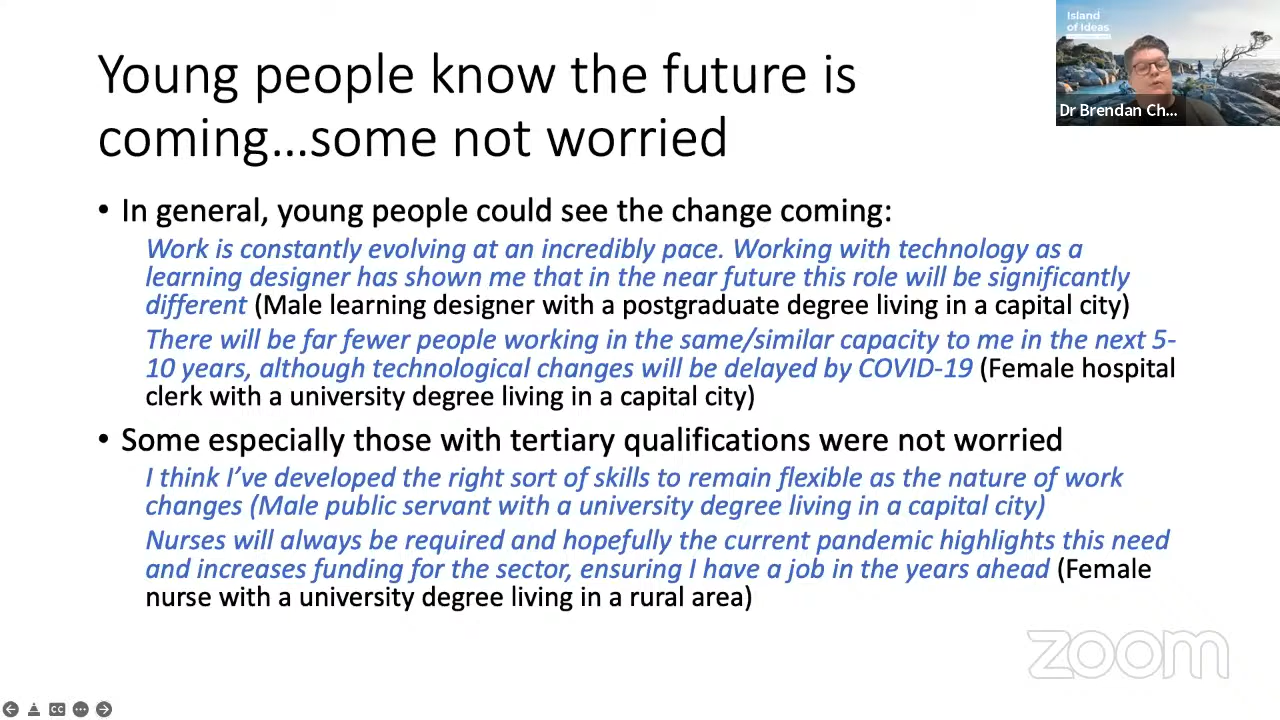 Young people know the future is
coming...some not worried
• In general, young people could see the change coming:
Work is constantly evolving at an incredibly pace. Working with technology as a
learning designer has shown me that in the near future this role will be significantly
different (Male learning designer with a postgraduate degree living in a capital city)
There will be far fewer people working in the same/similar capacity to me in the next 5-
10 years, although technological changes will be delayed by COVID-19 (Female hospital
clerk with a university degree living in a capital city)
• Some especially those with tertiary qualifications were not worried
I think I've developed the right sort of skills to remain flexible as the nature of work
changes (Male public servant with a university degree living in a capital city)
Nurses will always be required and hopefully the current pandemic highlights this need
and increases funding for the sector, ensuring I have a job in the years ahead (Female
nurse with a university degree living in a rural area)
Island
of Ideas
Dr Brendan Ch...
zoom
CC